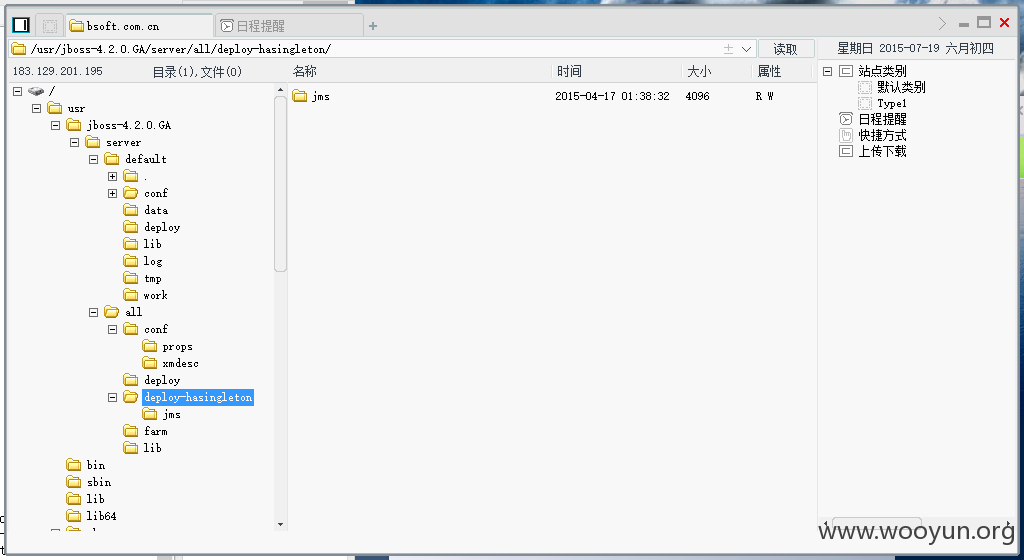 bsoft.com.cn
日程提醒
/usr/jboss-4.2.0.GA/server/all/deploy-hasingleton/
读取
星期日 2015-07-19 六月初四
183.129.201.195
目录(1),文件(0)
名称
时间
大小
属性
/
usr
jboss-4.2.0.GA
server
default
.
conf
data
deploy
lib
log
tmp
work
all
conf
props
xmdesc
deploy
deploy-hasingleton
jms
farm
lib
bin
sbin
lib
lib64
jms
2015-04-17 01:38:32
4096
R W
站点类别
默认类别
Type1
日程提醒
快捷方式
上传下载
www.wooyun.org